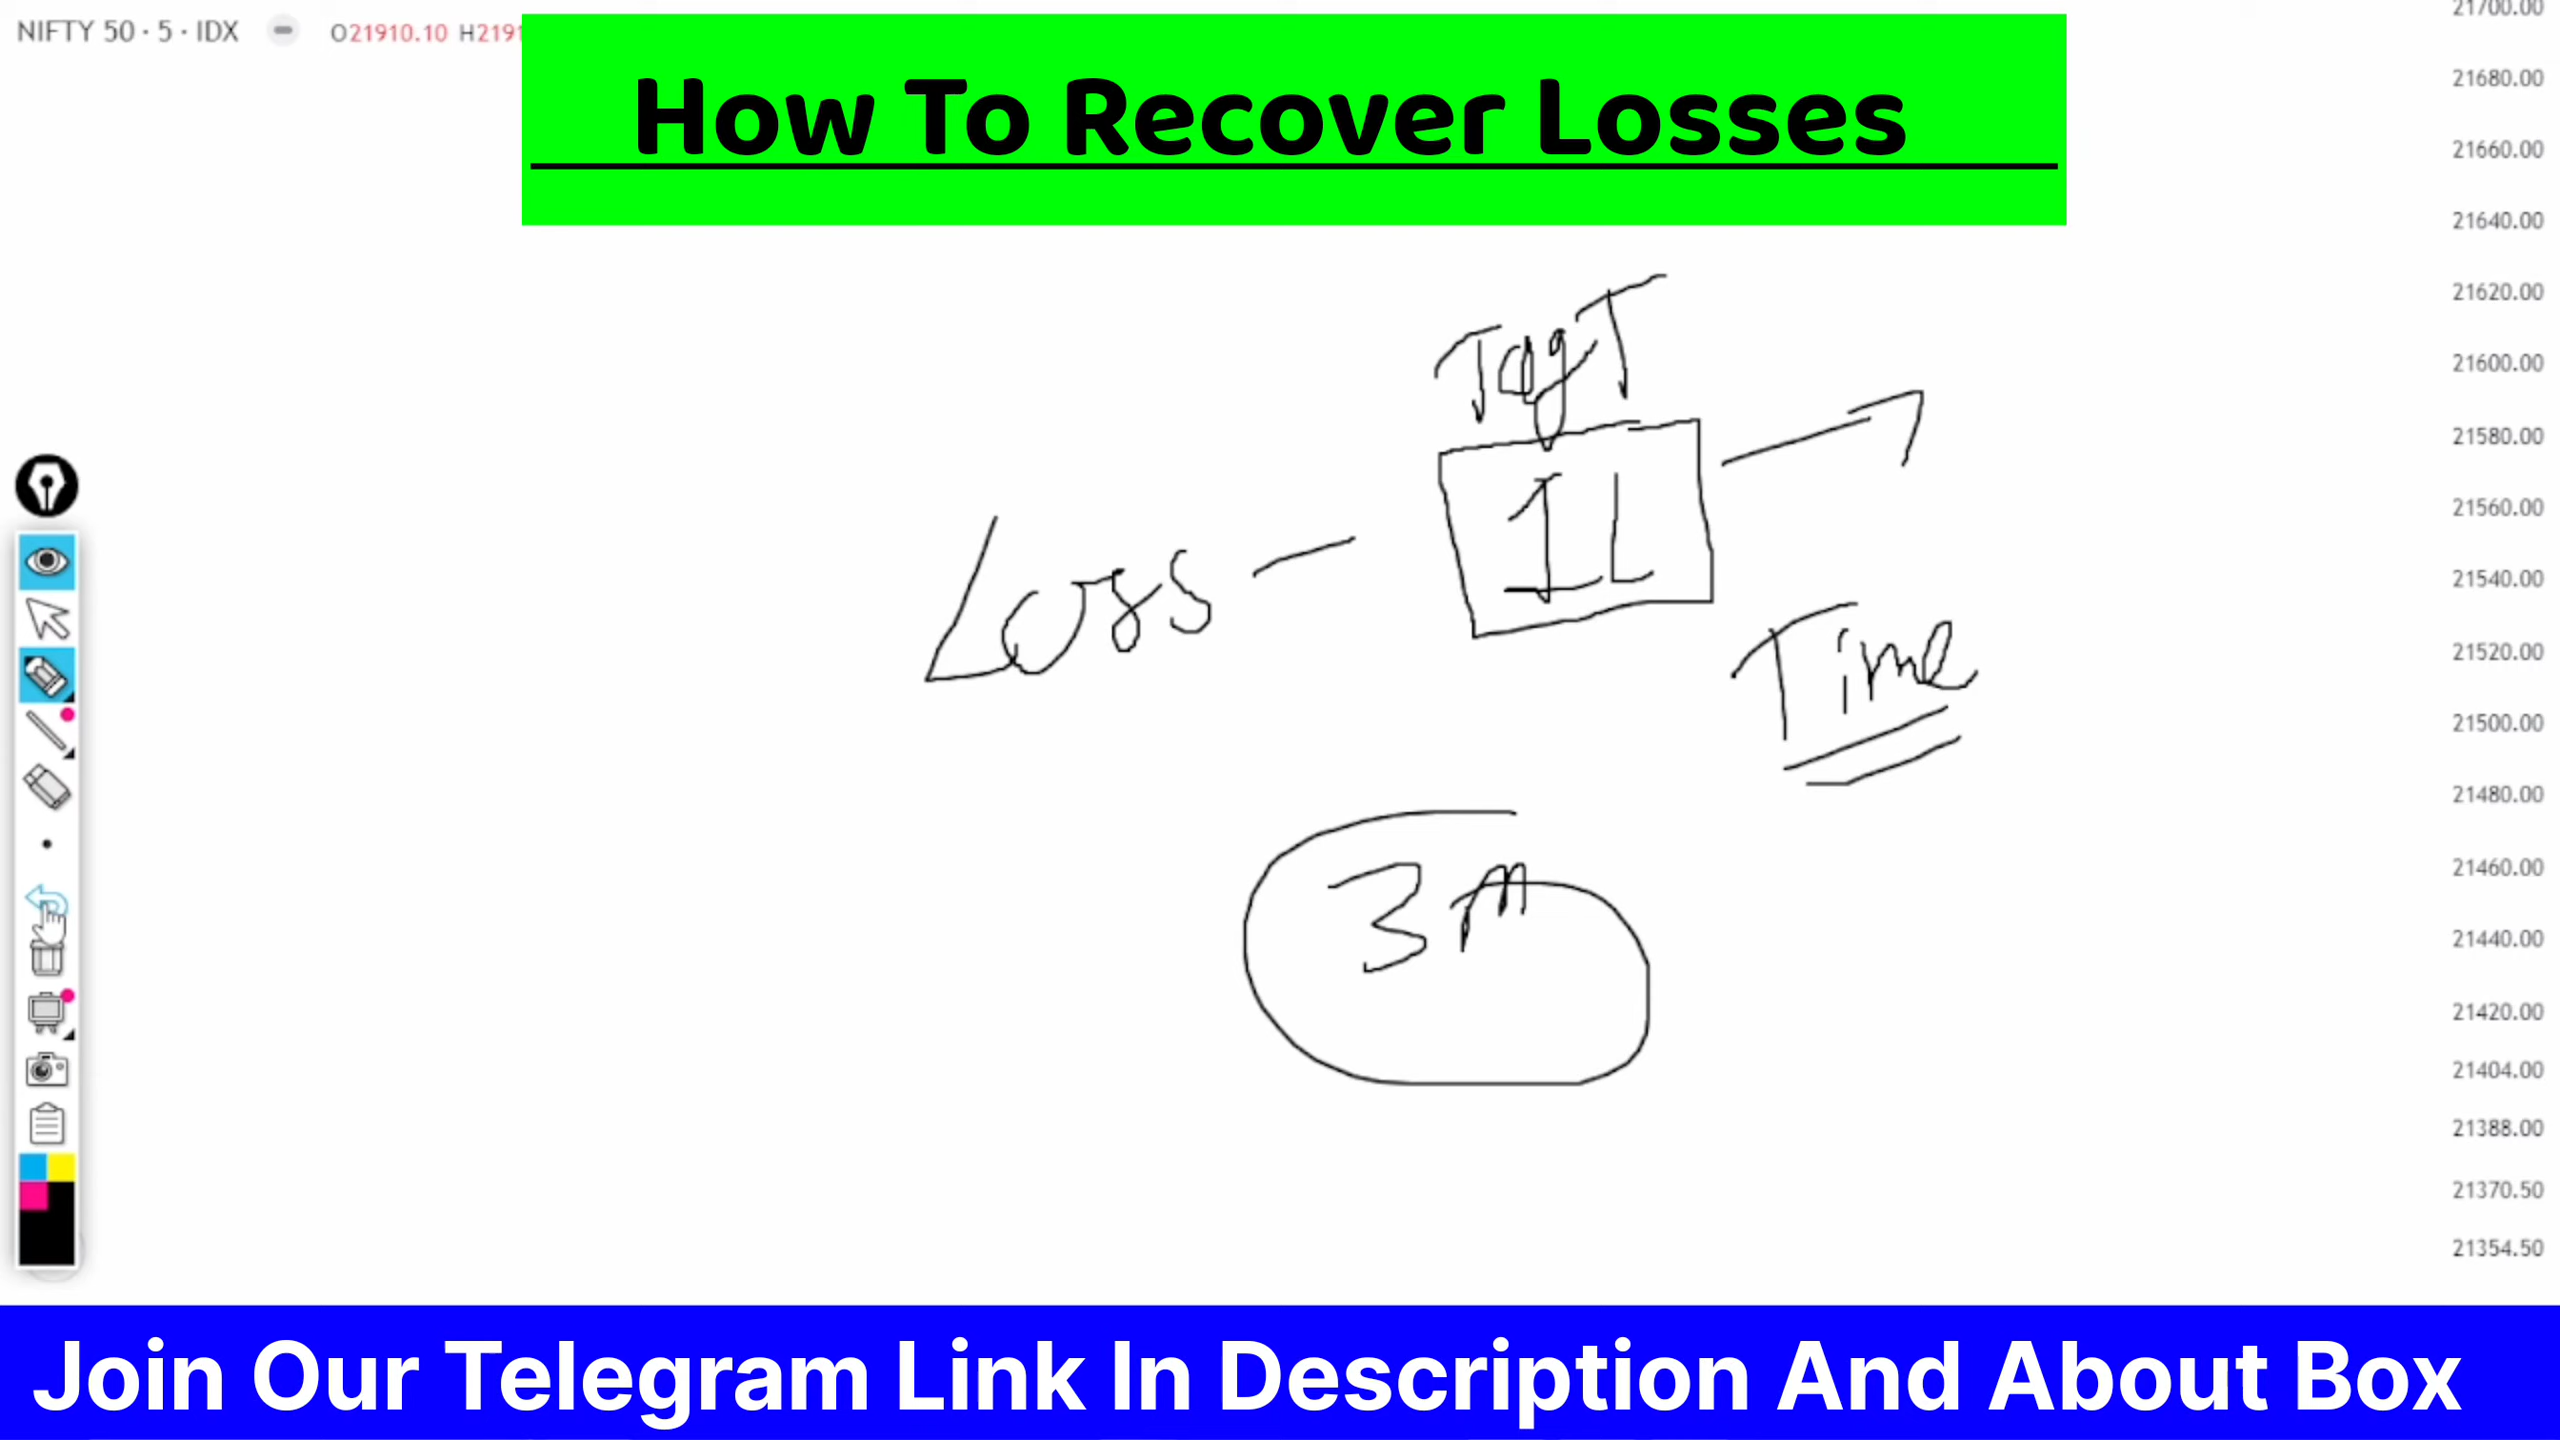 NIFTY 50 · 5 · IDX
O21910.10 H2191
How To Recover Losses
21700.00
21680.00
21660.00
21640.00
21620.00
21600.00
21580.00
21560.00
21540.00
21520.00
21500.00
21480.00
21460.00
21440.00
21420.00
21404.00
21388.00
21370.50
21354.50
TagT
Loss - 1L
Time
3m
Join Our Telegram Link In Description And About Box